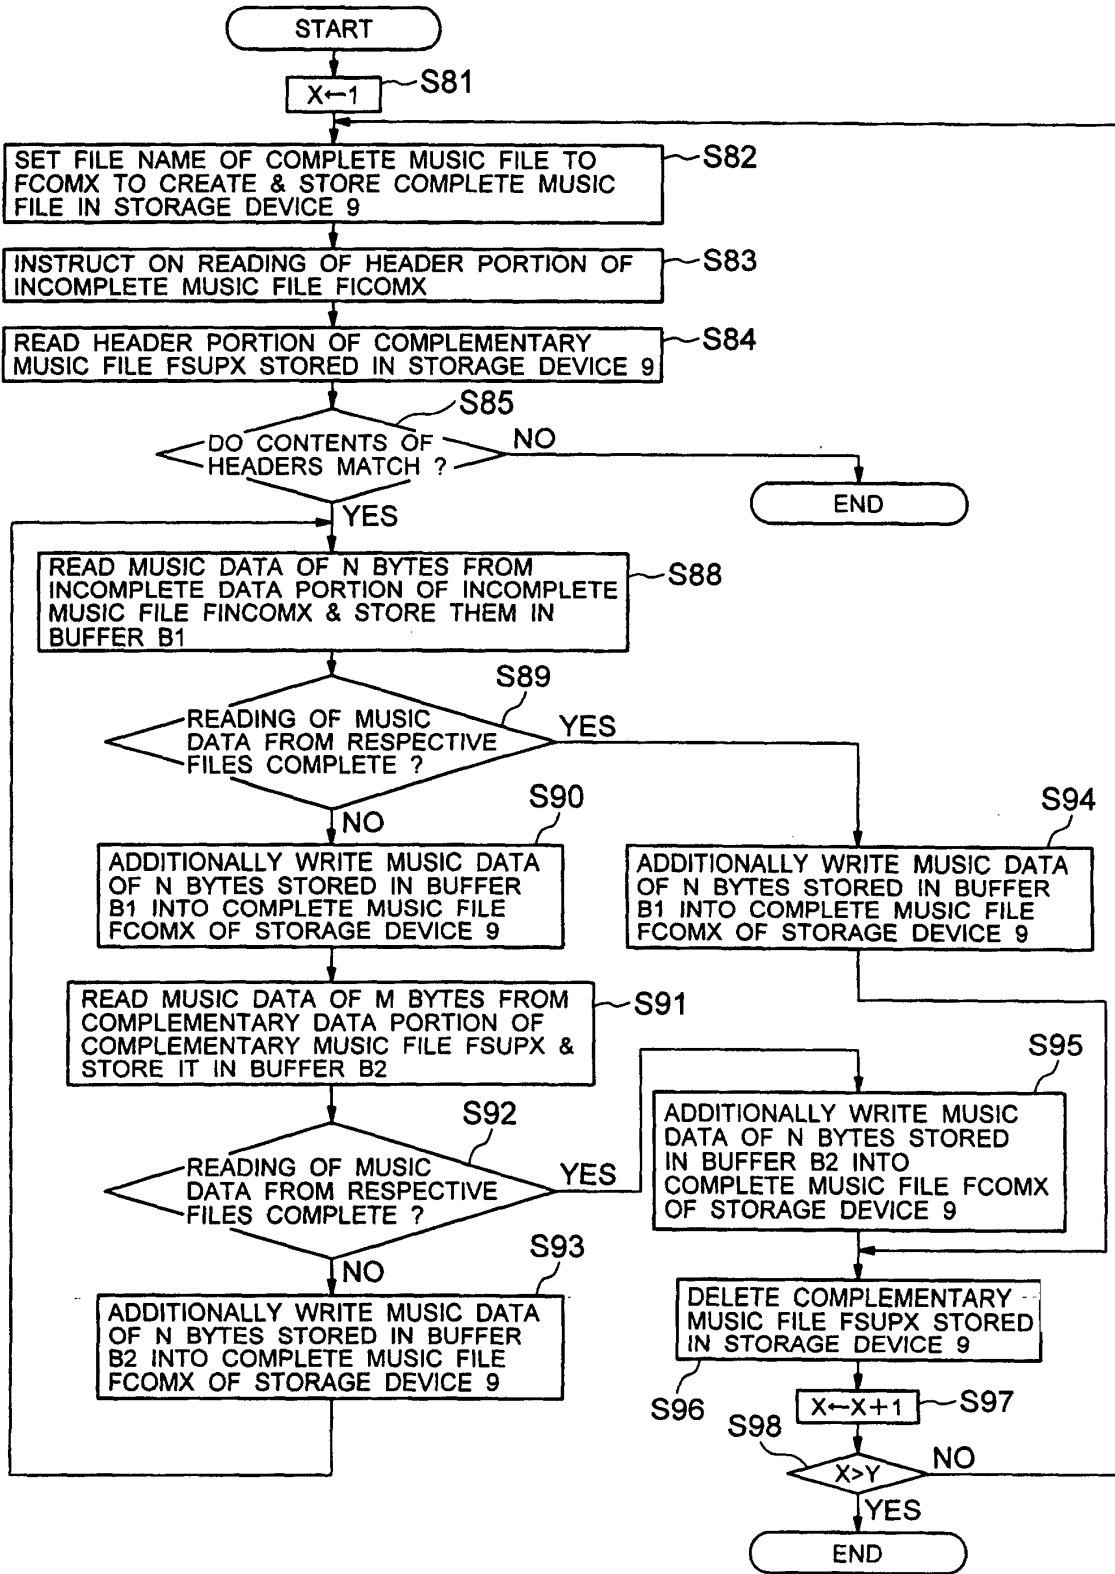 START
X←1
S81
SET FILE NAME OF COMPLETE MUSIC FILE TO
FCOMX TO CREATE & STORE COMPLETE MUSIC
FILE IN STORAGE DEVICE 9
S82
INSTRUCT ON READING OF HEADER PORTION OF
INCOMPLETE MUSIC FILE FICOMX
S83
READ HEADER PORTION OF COMPLEMENTARY
MUSIC FILE FSUPX STORED IN STORAGE DEVICE 9
S84
S85
DO CONTENTS OF
HEADERS MATCH ?
NO
END
YES
READ MUSIC DATA OF N BYTES FROM
INCOMPLETE DATA PORTION OF INCOMPLETE
MUSIC FILE FINCOMX & STORE THEM IN
BUFFER B1
S88
S89
READING OF MUSIC
DATA FROM RESPECTIVE
FILES COMPLETE ?
YES
NO
S90
ADDITIONALLY WRITE MUSIC DATA
OF N BYTES STORED IN BUFFER
B1 INTO COMPLETE MUSIC FILE
FCOMX OF STORAGE DEVICE 9
S94
ADDITIONALLY WRITE MUSIC DATA
OF N BYTES STORED IN BUFFER
B1 INTO COMPLETE MUSIC FILE
FCOMX OF STORAGE DEVICE 9
READ MUSIC DATA OF M BYTES FROM
COMPLEMENTARY DATA PORTION OF
COMPLEMENTARY MUSIC FILE FSUPX &
STORE IT IN BUFFER B2
S91
S92
READING OF MUSIC
DATA FROM RESPECTIVE
FILES COMPLETE ?
YES
NO
S95
ADDITIONALLY WRITE MUSIC
DATA OF N BYTES STORED
IN BUFFER B2 INTO
COMPLETE MUSIC FILE FCOMX
OF STORAGE DEVICE 9
S93
ADDITIONALLY WRITE MUSIC DATA
OF N BYTES STORED IN BUFFER
B2 INTO COMPLETE MUSIC FILE
FCOMX OF STORAGE DEVICE 9
DELETE COMPLEMENTARY
MUSIC FILE FSUPX STORED
IN STORAGE DEVICE 9
S96
X←X+1
S97
S98
X>Y
NO
YES
END